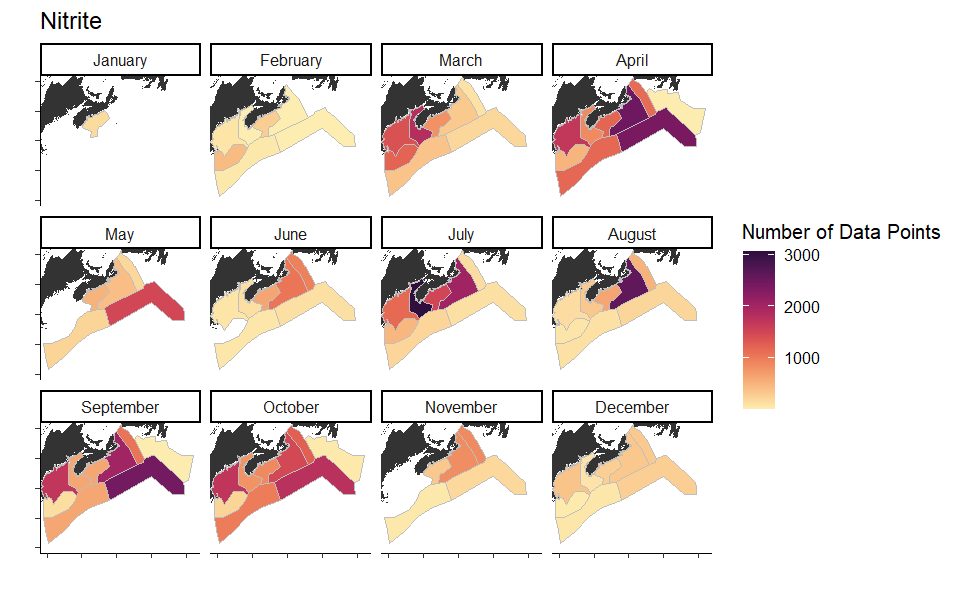 Nitrite
January February March April
May June July August
September October November December
Number of Data Points
3000
2000
1000